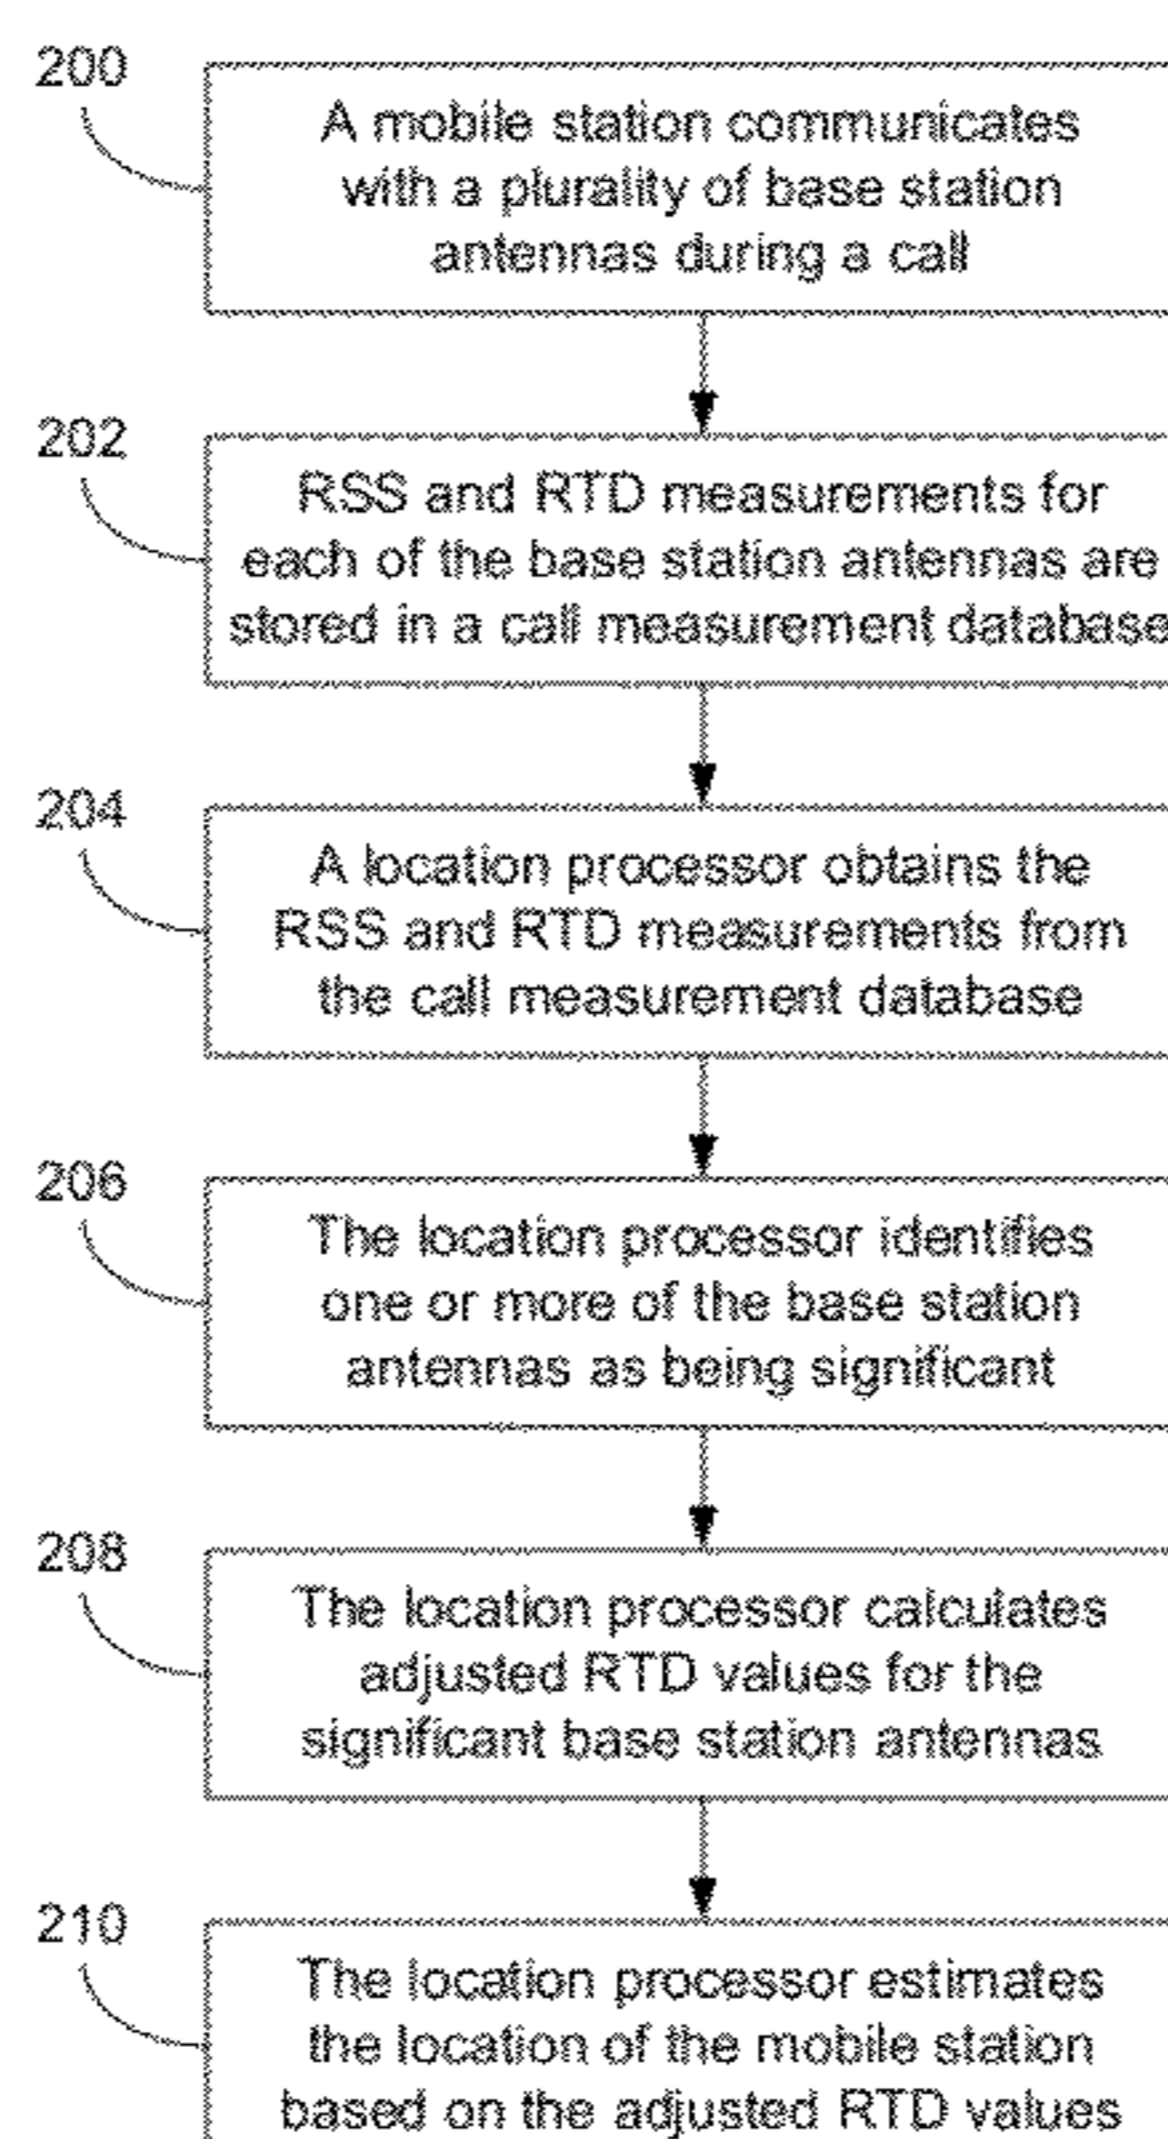 200
A mobile station communicates
with a plurality of base station
antennas during a call
202
RSS and RTD measurements for
each of the base station antennas are
stored in a call measurement database
204
A location processor obtains the
RSS and RTD measurements from
the call measurement database
206
The location processor identifies
one or more of the base station
antennas as being significant
208
The location processor calculates
adjusted RTD values for the
significant base station antennas
210
The location processor estimates
the location of the mobile station
based on the adjusted RTD values